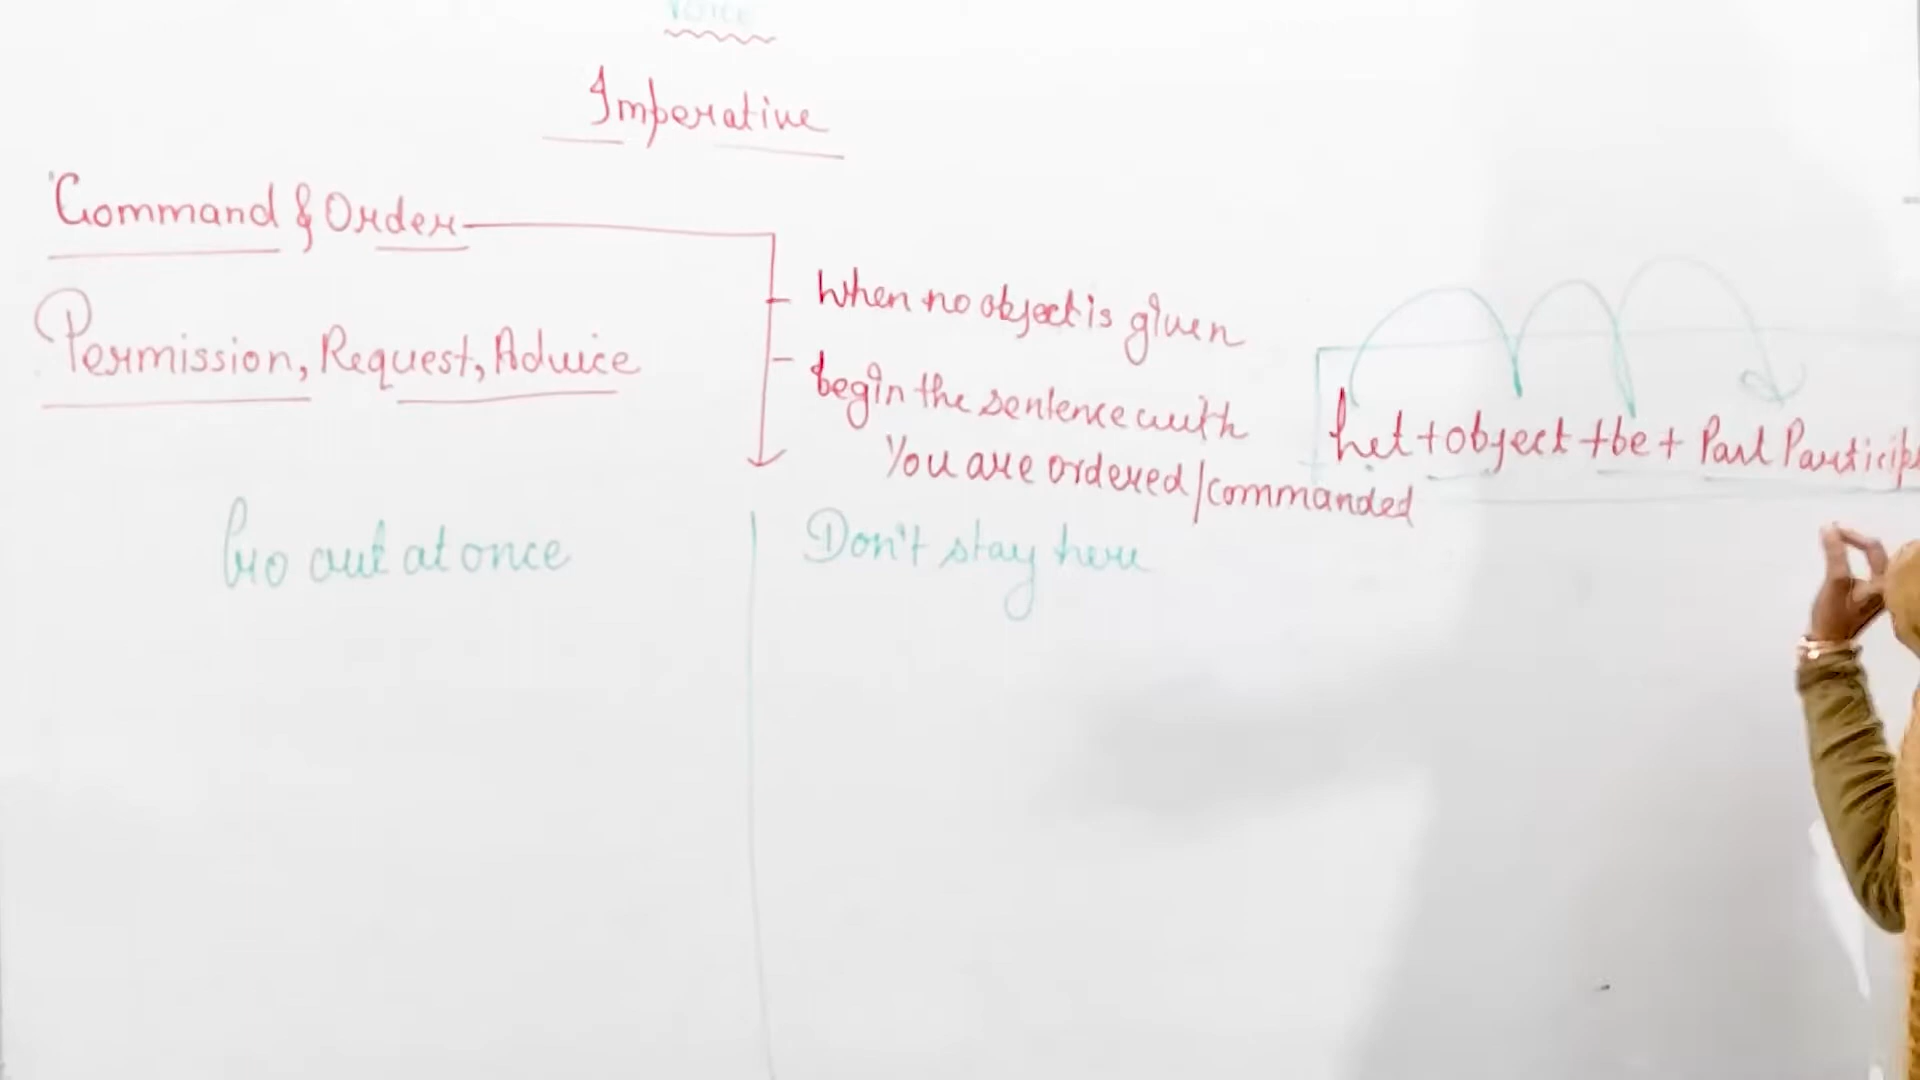 VOICE
Imperative
Command & Order
Permission, Request, Advice
When no object is given
begin the sentence with
You are ordered/commanded
Let + object + be + Past
Go out at once
Don't stay here